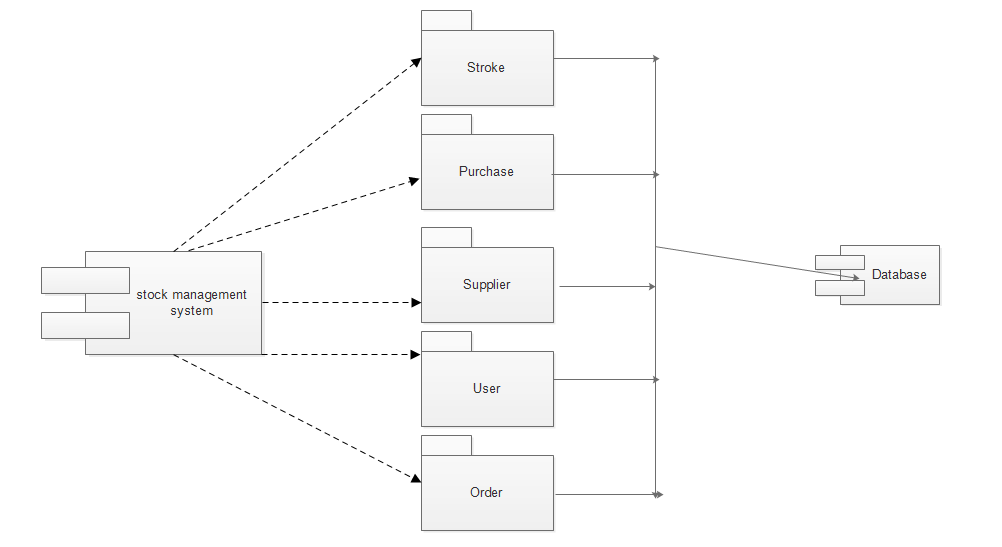 Stroke
Purchase
stock management
system
Supplier
Database
User
Order